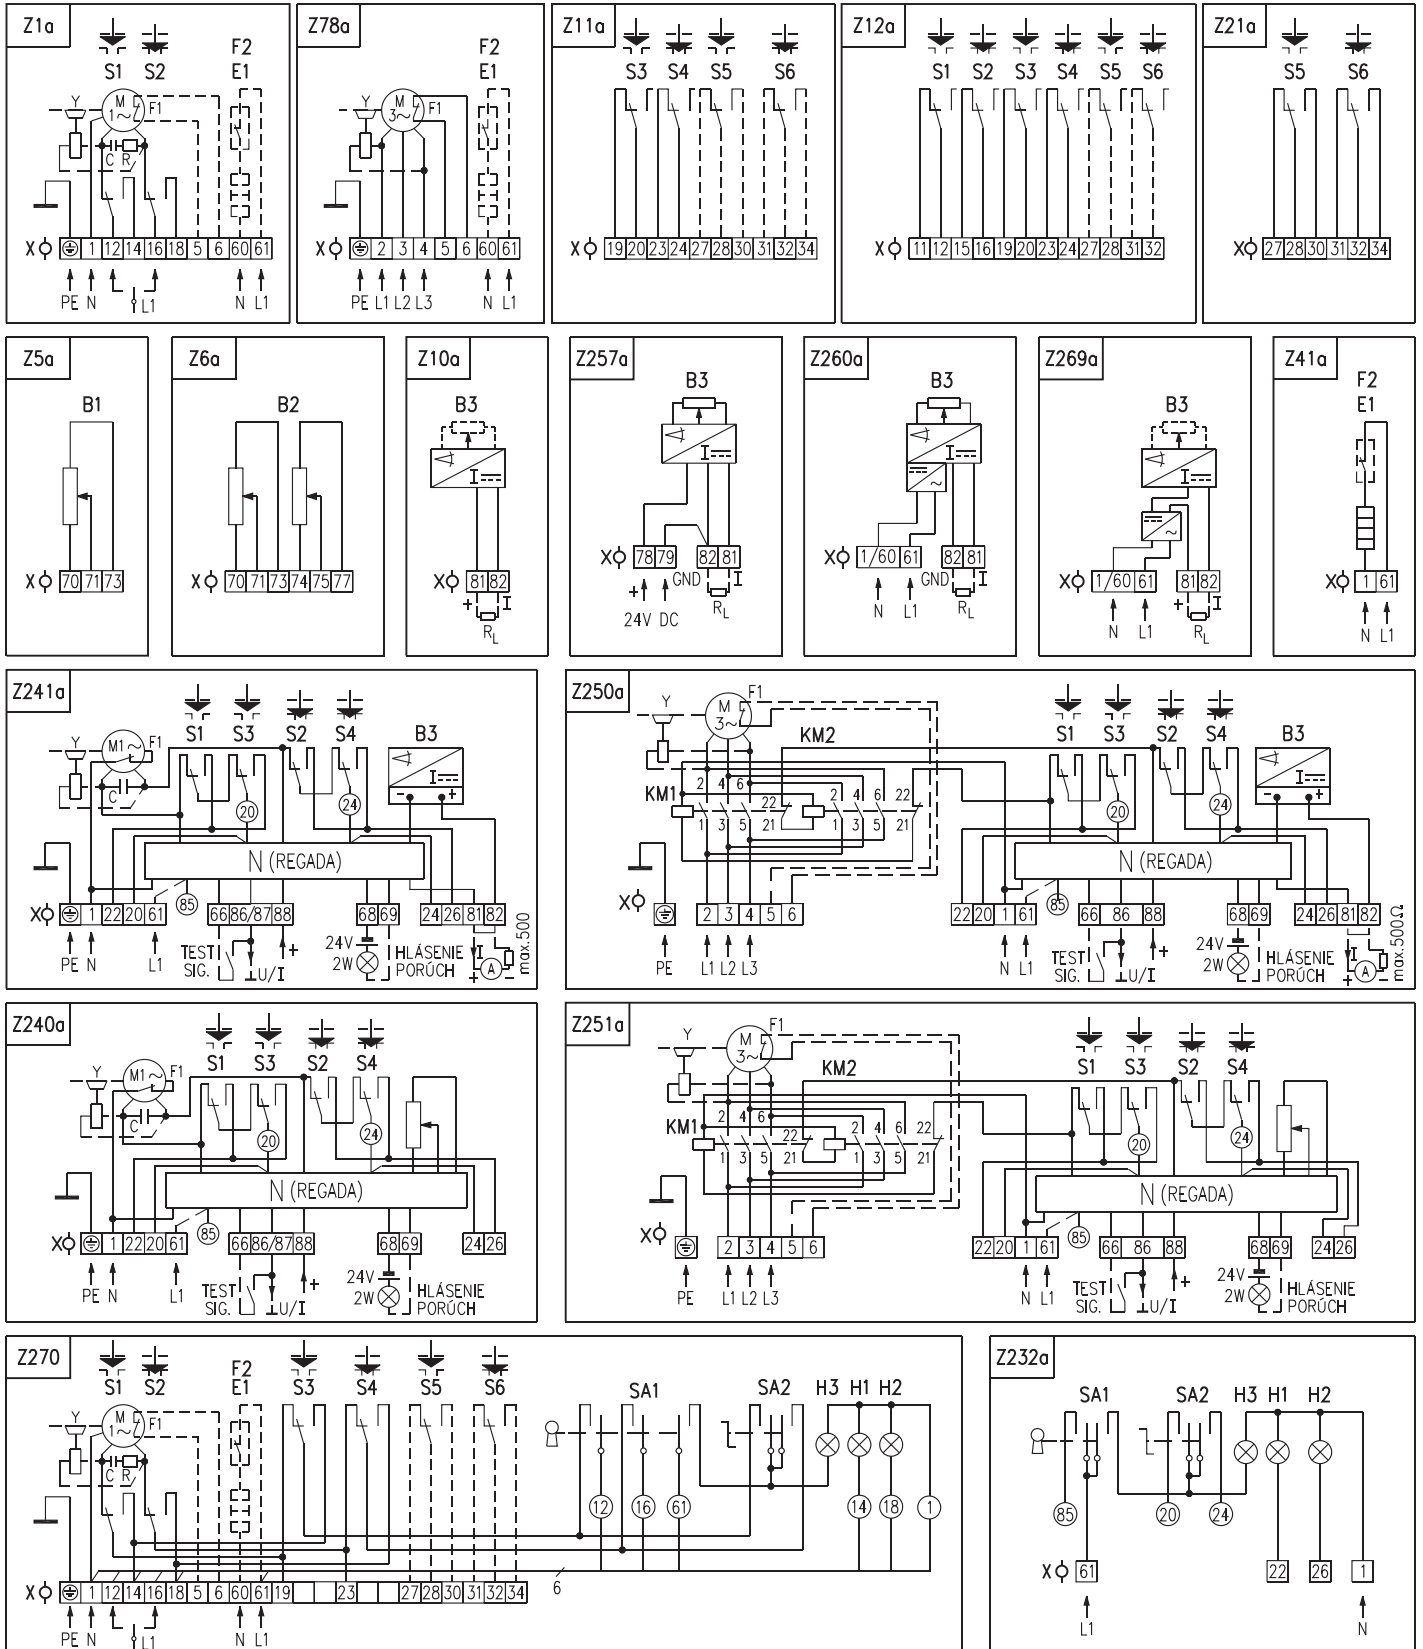 Z1a
S1 S2 F2
E1
Y M 1~ F1
C R
X 1 12 14 16 18 5 6 60 61
PE N L1 N L1
Z78a
F2
E1
Y M 3~ F1
X 2 3 4 5 6 60 61
PE L1 L2 L3 N L1
Z11a
S3 S4 S5 S6
X 19 20 23 24 27 28 30 31 32 34
Z12a
S1 S2 S3 S4 S5 S6
X 11 12 15 16 19 20 23 24 27 28 31 32
Z21a
S5 S6
X 27 28 30 31 32 34
Z5a
B1
X 70 71 73
Z6a
B2
X 70 71 73 74 75 77
Z10a
B3
I
X 81 82
+ I
RL
Z257a
B3
I
X 78 79 82 81
+ GND I
24V DC RL
Z260a
B3
I
~
X 1/60 61 82 81
GND I
N L1 RL
Z269a
B3
I
~
X 1/60 61 81 82
+ I
N L1 RL
Z41a
F2
E1
X 1 61
N L1
Z241a
S1 S3 S2 S4 B3
Y M1~ F1
I
C - +
20 24
N (REGADA)
85
X 1 22 20 61 66 86/87 88 68 69 24 26 81 82
PE N L1
TEST
SIG.
U/I +
24V
2W
HLÁSENIE
PORÚCH
I A +
max.500
Z250a
Y M 3~ F1
KM2
KM1
2 4 6 22 2 4 6 22
1 3 5 21 1 3 5 21
S1 S3 S2 S4 B3
I
- +
20 24
N (REGADA)
85
X 2 3 4 5 6 22 20 1 61 66 86 88 68 69 24 26 81 82
PE L1 L2 L3 N L1
TEST
SIG.
U/I +
24V
2W
HLÁSENIE
PORÚCH
I A +
max.500Ω
Z240a
S1 S3 S2 S4
Y M1~ F1
C
20 24
N (REGADA)
85
X 1 22 20 61 66 86/87 88 68 69 24 26
PE N L1
TEST
SIG.
U/I +
24V
2W
HLÁSENIE
PORÚCH
Z251a
Y M 3~ F1
KM2
KM1
2 4 6 22 2 4 6 22
1 3 5 21 1 3 5 21
S1 S3 S2 S4
20 24
N (REGADA)
85
X 2 3 4 5 6 22 20 1 61 66 86 88 68 69 24 26
PE L1 L2 L3 N L1
TEST
SIG.
U/I +
24V
2W
HLÁSENIE
PORÚCH
Z270
S1 S2 F2
E1
S3 S4 S5 S6 SA1 SA2 H3 H1 H2
Y M 1~ F1
C R
12 16 61 14 18 1
6
X 1 12 14 16 18 5 6 60 61 19 23 27 28 30 31 32 34
PE N L1 N L1
Z232a
SA1 SA2 H3 H1 H2
85 20 24
X 61 22 26 1
L1 N